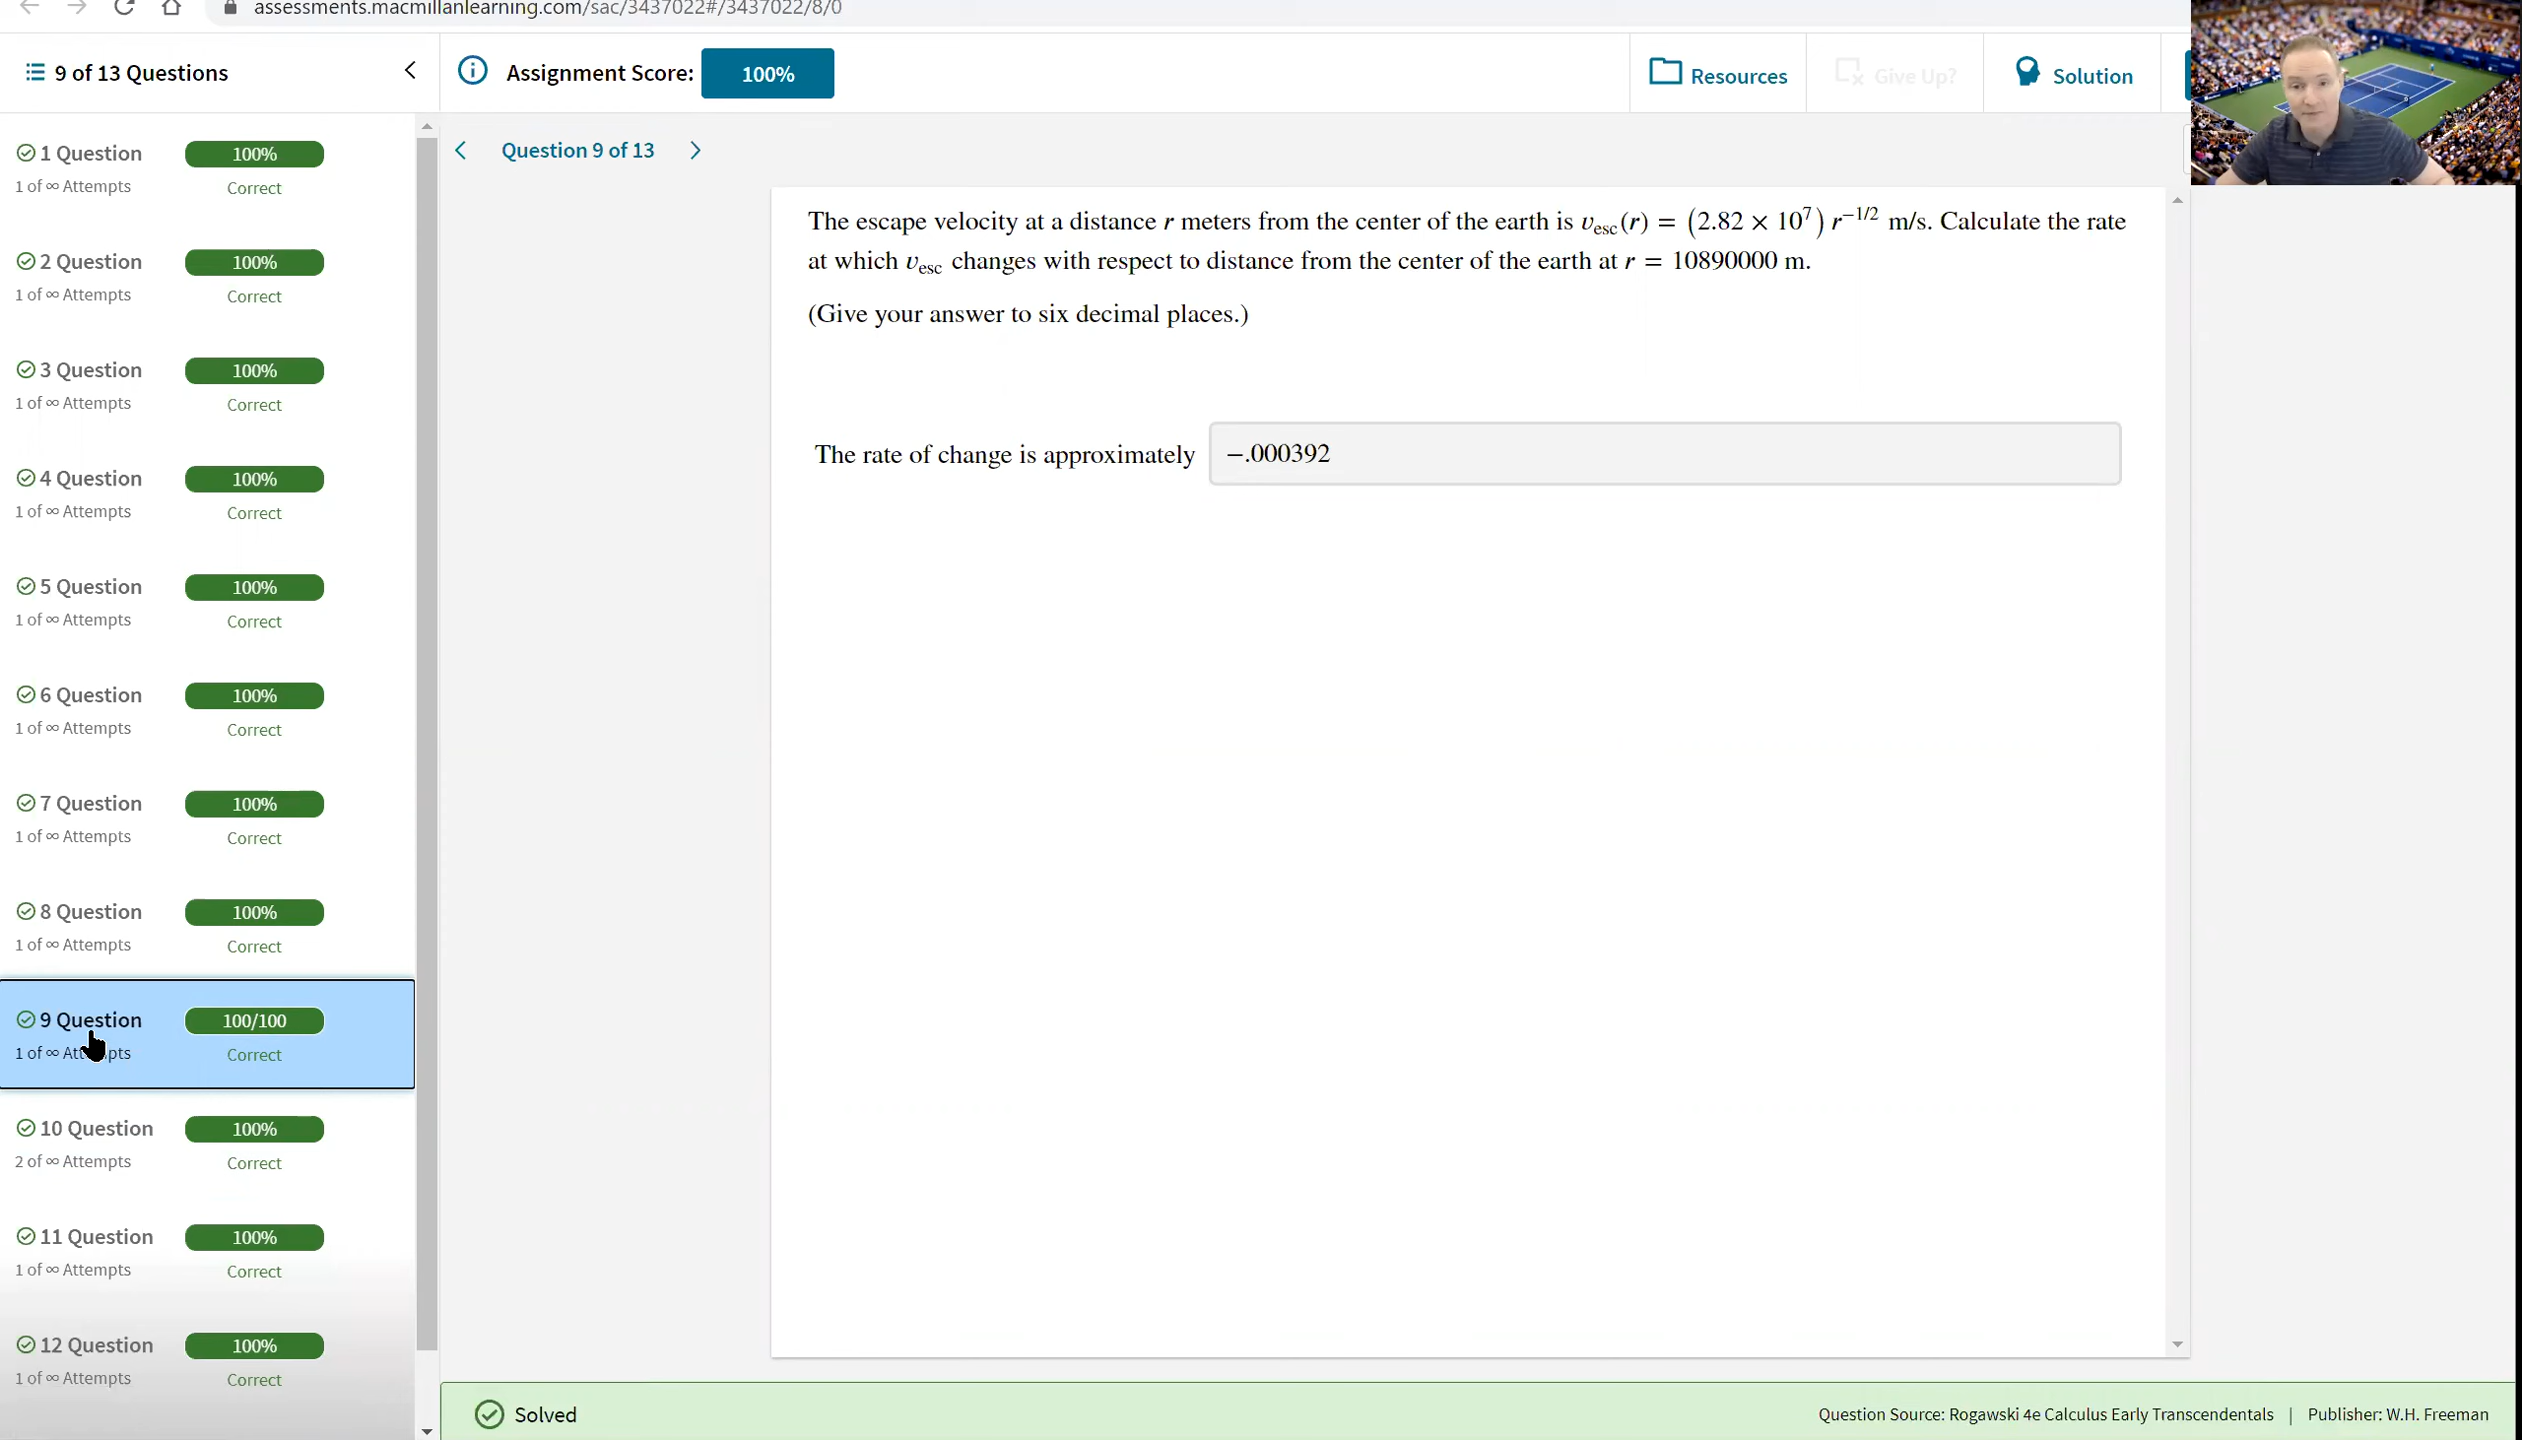 assessments.macmillanlearning.com/sac/3437022#/3437022/8/0
9 of 13 Questions
Assignment Score: 100%
Resources
Give Up?
Solution
1 Question 100%
1 of ∞ Attempts Correct
2 Question 100%
1 of ∞ Attempts Correct
3 Question 100%
1 of ∞ Attempts Correct
4 Question 100%
1 of ∞ Attempts Correct
5 Question 100%
1 of ∞ Attempts Correct
6 Question 100%
1 of ∞ Attempts Correct
7 Question 100%
1 of ∞ Attempts Correct
8 Question 100%
1 of ∞ Attempts Correct
9 Question 100/100
1 of ∞ Attempts Correct
10 Question 100%
2 of ∞ Attempts Correct
11 Question 100%
1 of ∞ Attempts Correct
12 Question 100%
1 of ∞ Attempts Correct
Question 9 of 13
The escape velocity at a distance r meters from the center of the earth is v_esc(r) = (2.82 × 10⁷) r^−1/2 m/s. Calculate the rate
at which v_esc changes with respect to distance from the center of the earth at r = 10890000 m.
(Give your answer to six decimal places.)
The rate of change is approximately −.000392
Solved
Question Source: Rogawski 4e Calculus Early Transcendentals | Publisher: W.H. Freeman